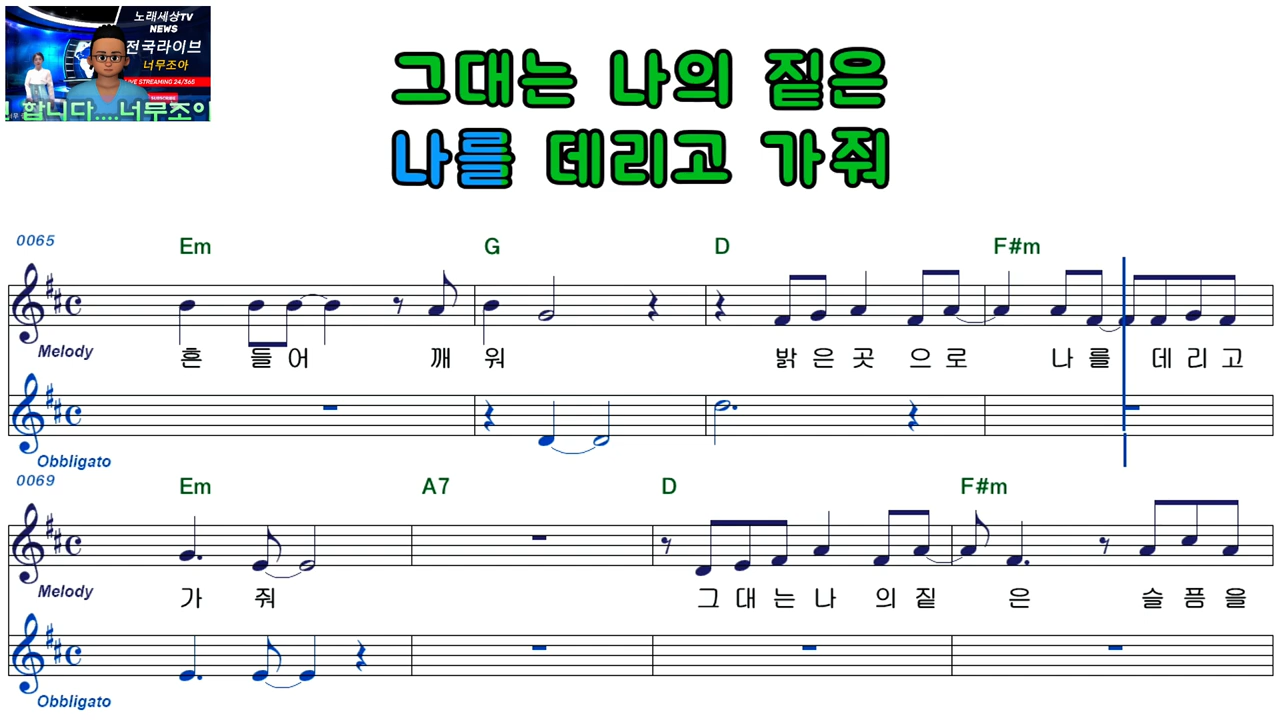 노래세상TV
NEWS
전국라이브
너무조아
LIVE STREAMING 24/365
SUBSCRIBE
합니다....너무조아
그대는 나의 짙은
나를 데리고 가줘
0065
Em G D F#m
Melody
흔 들 어 깨 워 밝 은 곳 으 로 나 를 데 리 고
Obbligato
0069
Em A7 D F#m
Melody
가 줘 그 대 는 나 의 짙 은 슬 픔 을
Obbligato